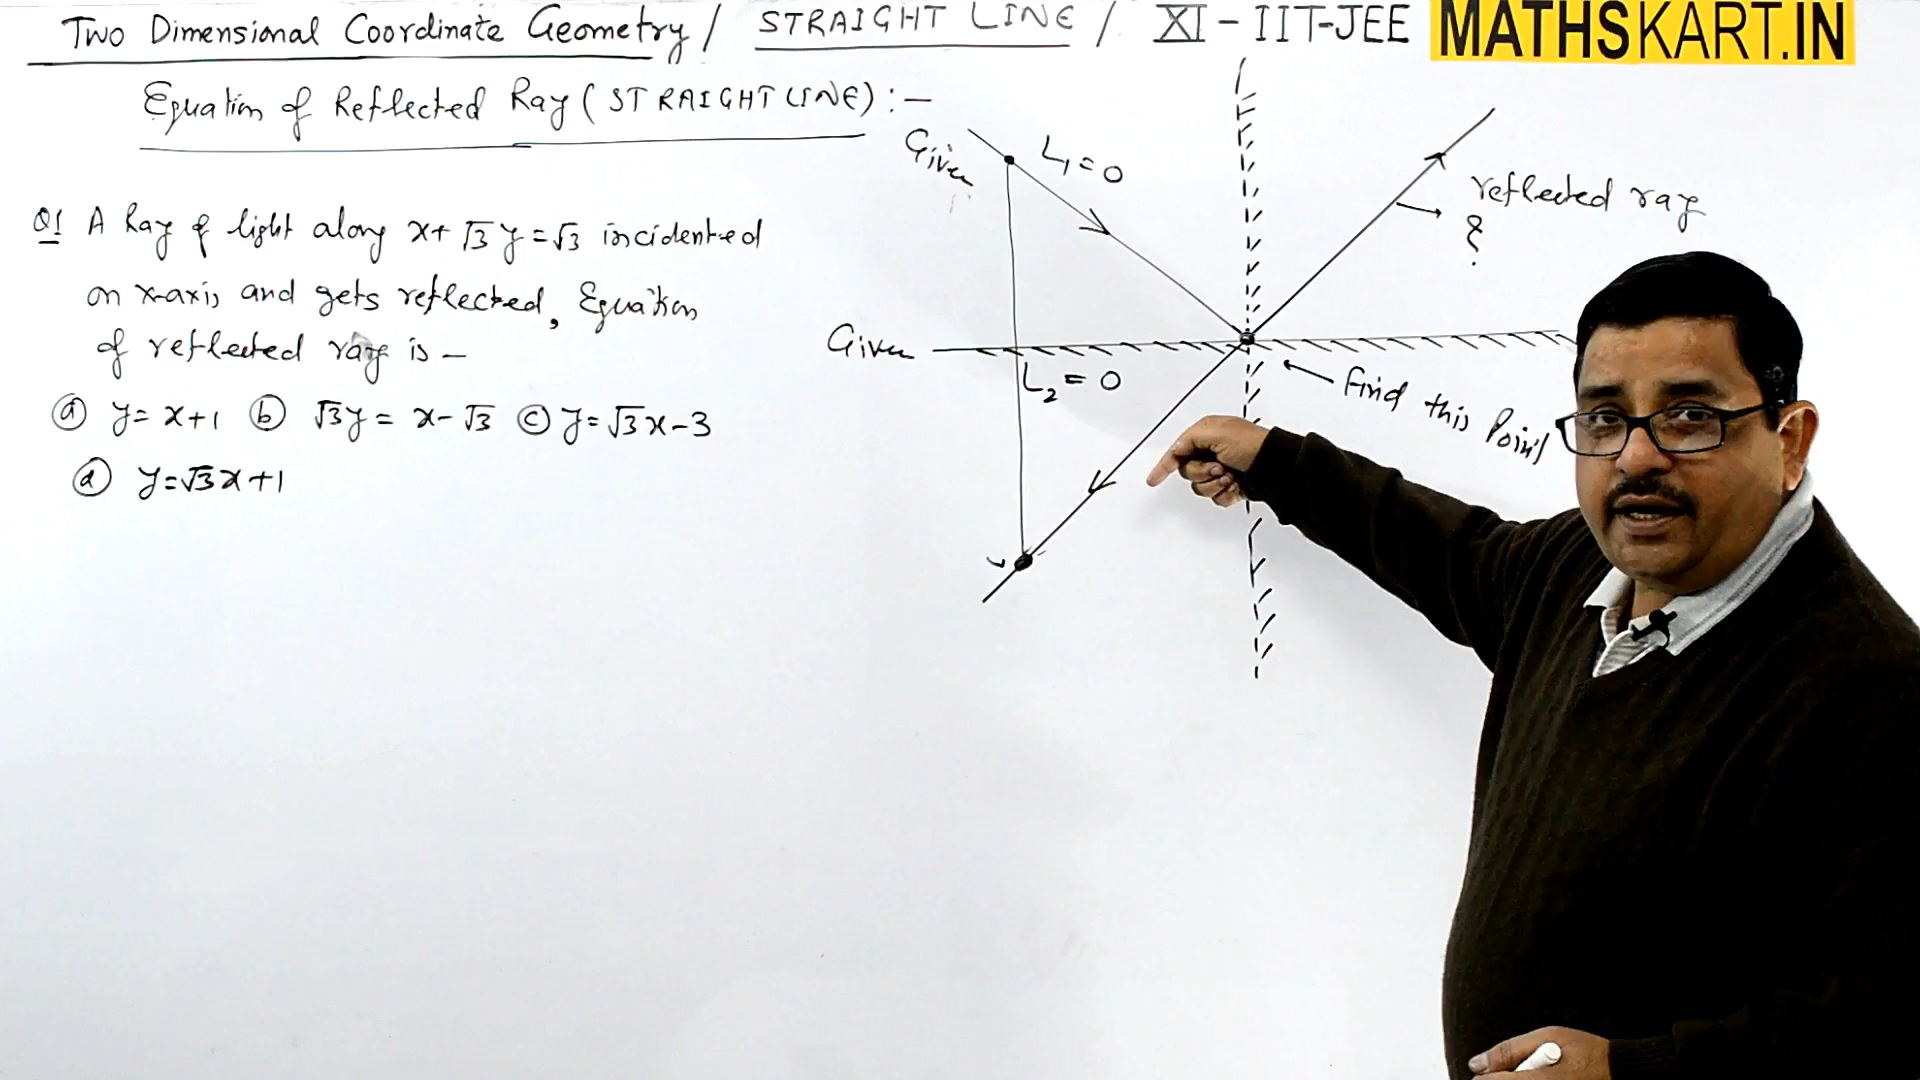 Two Dimensional Coordinate Geometry / STRAIGHT LINE / XI - IIT-JEE
MATHSKART.IN
Equation of Reflected Ray (STRAIGHT LINE) :-
Q1 A Ray of light along x+√3y=√3 incidented
on x-axis and gets reflected, Equation
of reflected ray is -
(a) y=x+1 (b) √3y=x-√3 (c) y=√3x-3
(d) y=√3x+1
Given
L₁=0
reflected ray
?
Given
L₂=0
Find this Point